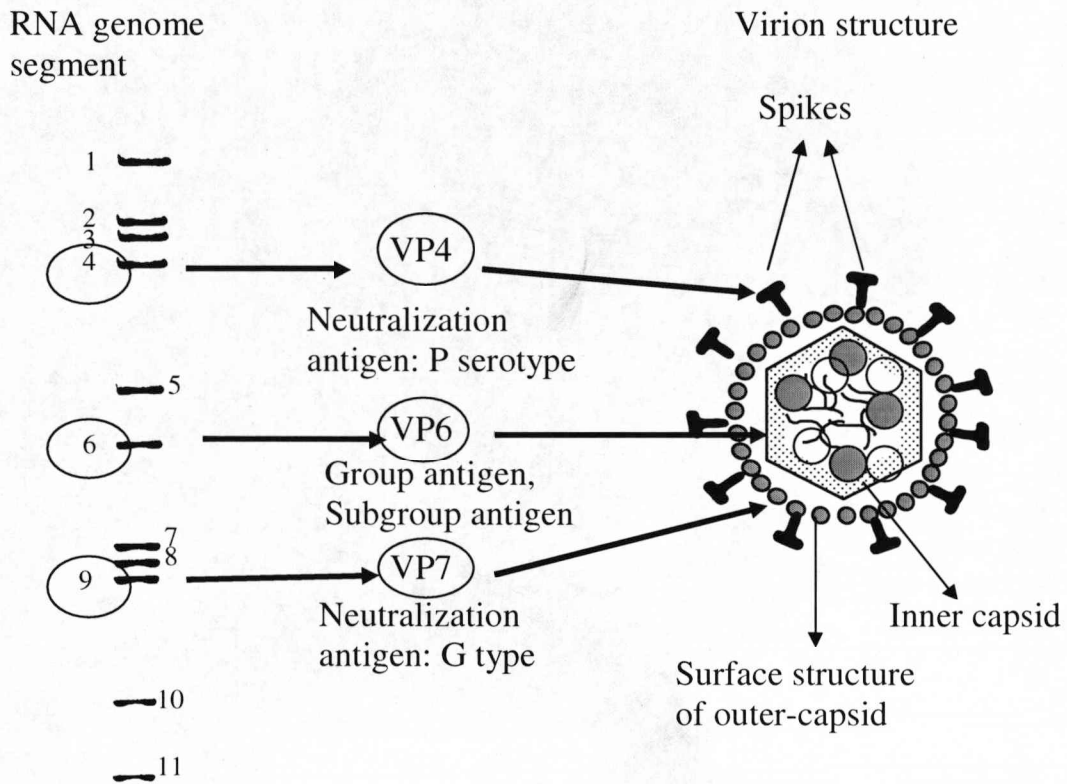 RNA genome
segment
Virion structure
Spikes
1
2
3
4
VP4
Neutralization
antigen: P serotype
5
6
VP6
Group antigen,
Subgroup antigen
7
8
9
VP7
Neutralization
antigen: G type
Inner capsid
Surface structure
of outer-capsid
10
11